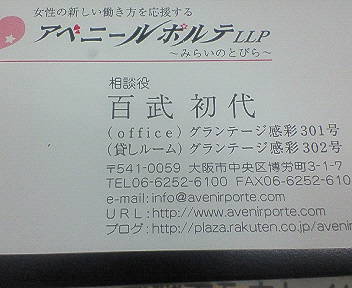 女性の新しい働き方を応援する
アベニールポルテLLP
～みらいのとびら～
相談役
百武 初代
(office) グランテージ感彩301号
(貸しルーム) グランテージ感彩302号
〒541-0059 大阪市中央区博労町3-1-7
TEL06-6252-6100 FAX06-6252-610
e-mail:info@avenirporte.com
URL:http://www.avenirporte.com
ブログ:http://plaza.rakuten.co.jp/avenir